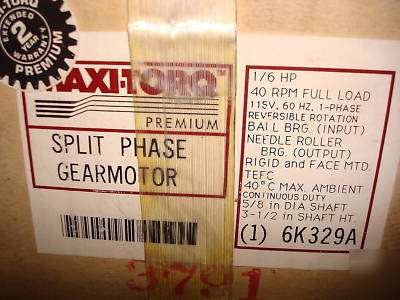 MAXI-TORQ
EXTENDED
2
YEAR
WARRANTY
PREMIUM
MAXI-TORQ
PREMIUM
SPLIT PHASE
GEARMOTOR
1/6 HP
40 RPM FULL LOAD
115V, 60 HZ, 1-PHASE
REVERSIBLE ROTATION
BALL BRG. (INPUT)
NEEDLE ROLLER
BRG. (OUTPUT)
RIGID and FACE MTD.
TEFC
40°C MAX. AMBIENT
CONTINUOUS DUTY
5/8 in DIA SHAFT
3-1/2 in SHAFT HT.
(1) 6K329A
3791